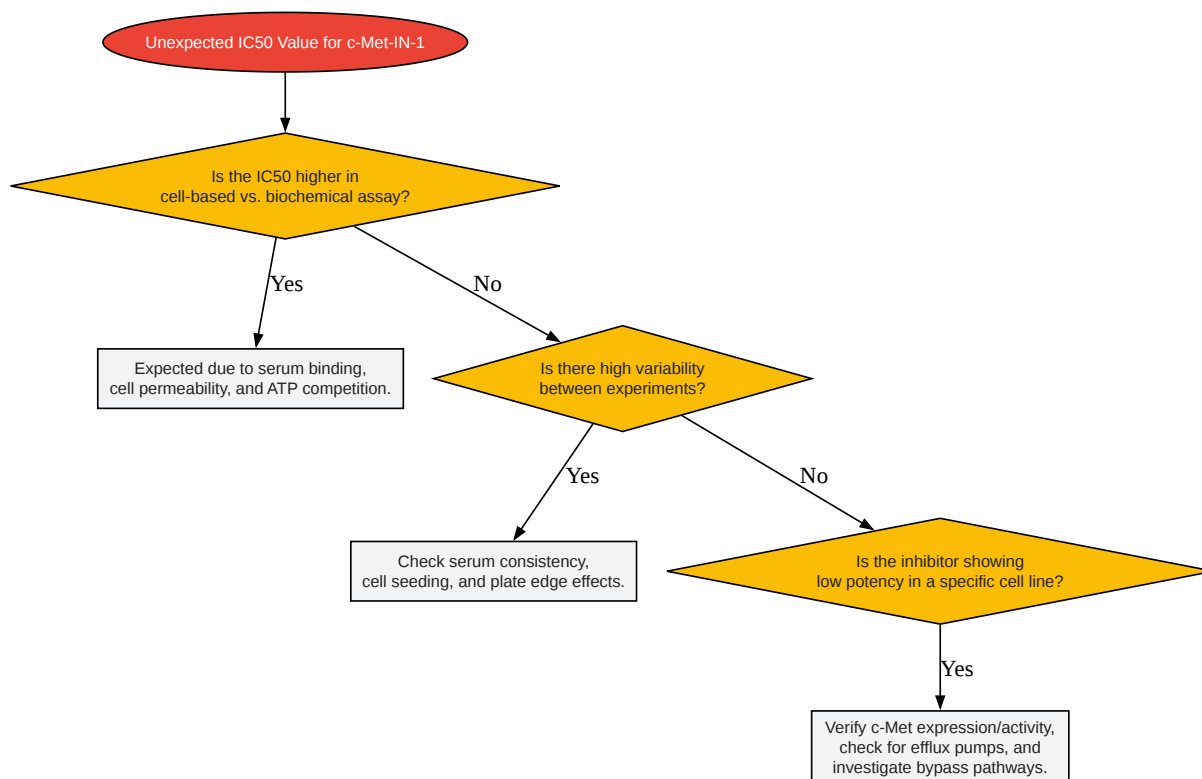 Unexpected IC50 Value for c-Met-IN-1
Is the IC50 higher in
cell-based vs. biochemical assay?
Yes
No
Expected due to serum binding,
cell permeability, and ATP competition.
Is there high variability
between experiments?
Yes
No
Check serum consistency,
cell seeding, and plate edge effects.
Is the inhibitor showing
low potency in a specific cell line?
Yes
Verify c-Met expression/activity,
check for efflux pumps, and
investigate bypass pathways.